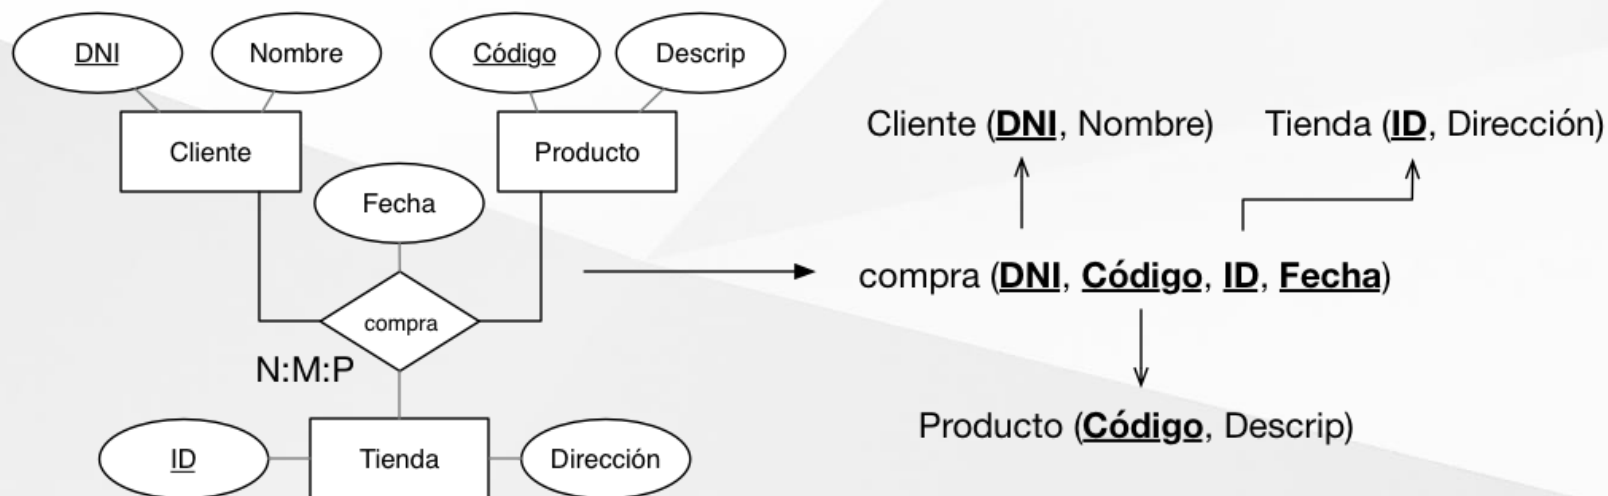 DNI
Nombre
Código
Descrip
Cliente
Producto
Fecha
compra
N:M:P
ID
Tienda
Dirección
Cliente (DNI, Nombre)
Tienda (ID, Dirección)
compra (DNI, Código, ID, Fecha)
Producto (Código, Descrip)